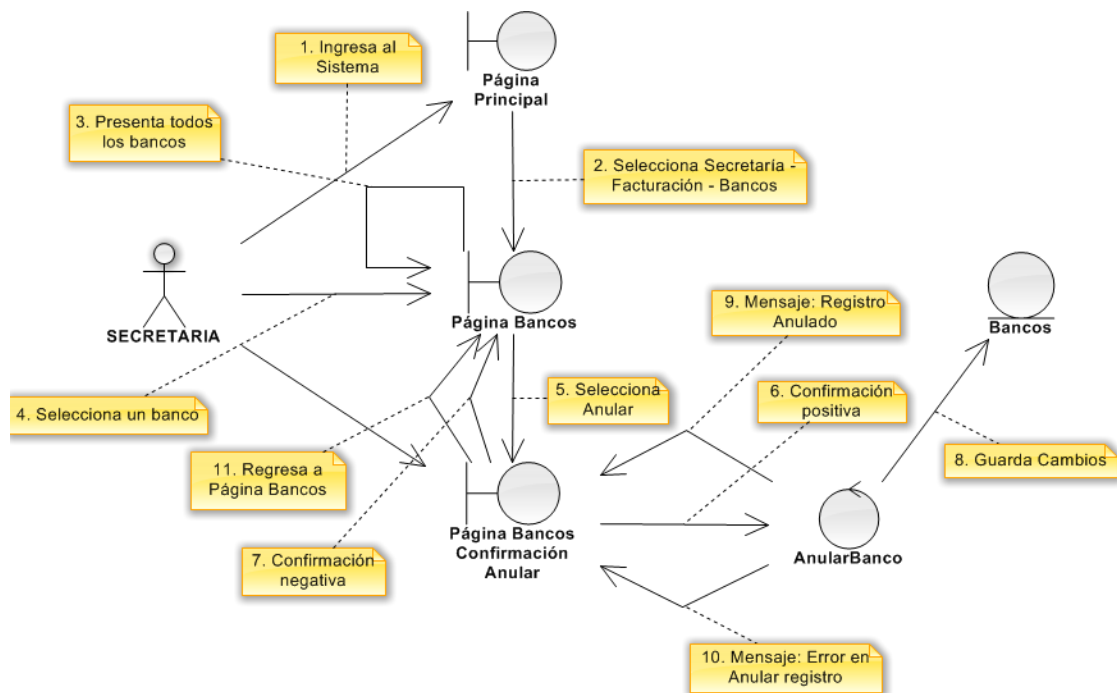 1. Ingresa al
Sistema
Página
Principal
3. Presenta todos
los bancos
2. Selecciona Secretaría -
Facturación - Bancos
SECRETARIA
Página Bancos
9. Mensaje: Registro
Anulado
Bancos
4. Selecciona un banco
5. Selecciona
Anular
6. Confirmación
positiva
11. Regresa a
Página Bancos
8. Guarda Cambios
7. Confirmación
negativa
Página Bancos
Confirmación
Anular
AnularBanco
10. Mensaje: Error en
Anular registro